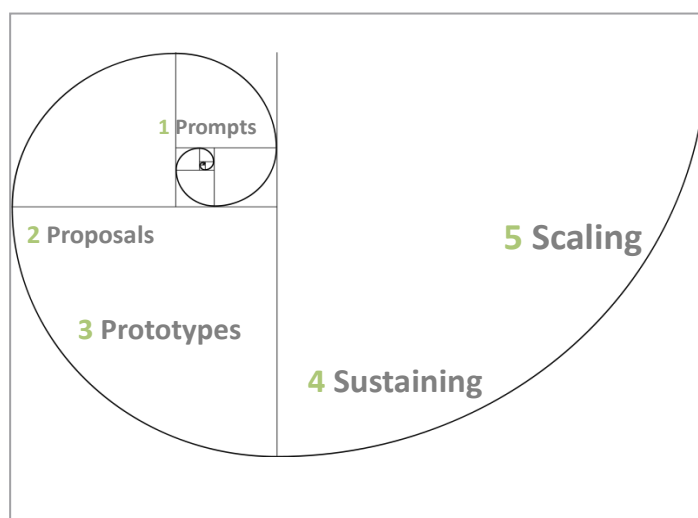 1 Prompts
2 Proposals
3 Prototypes
4 Sustaining
5 Scaling